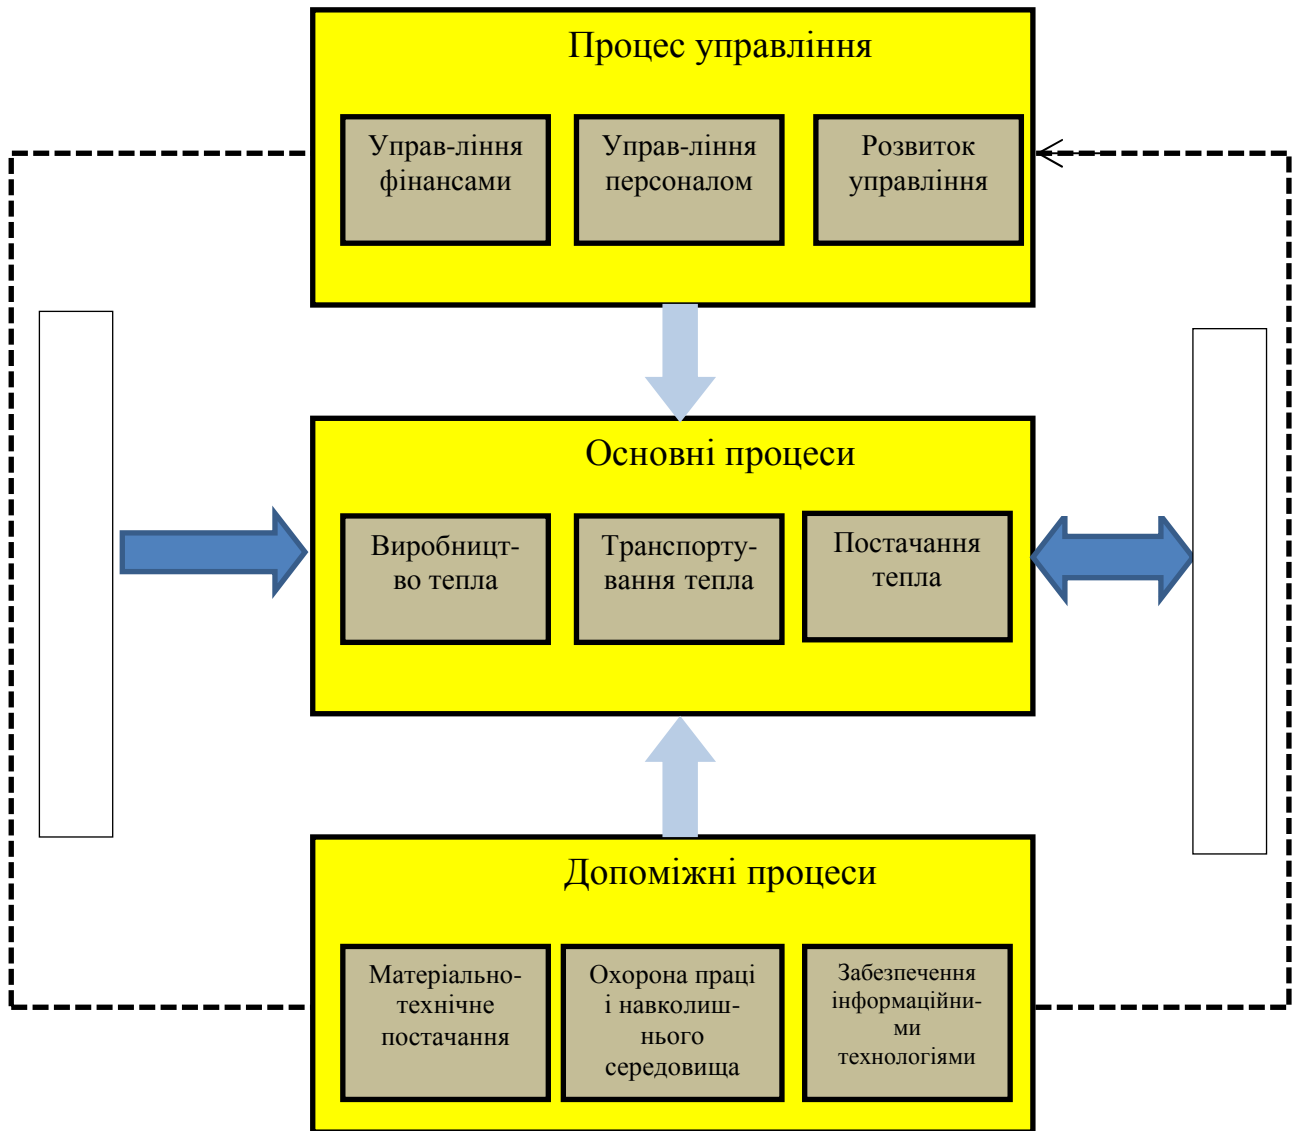 Процес управління
Управ-ління
фінансами
Управ-ління
персоналом
Розвиток
управління
Основні процеси
Виробницт-
во тепла
Транспорту-
вання тепла
Постачання
тепла
Допоміжні процеси
Матеріально-
технічне
постачання
Охорона праці
і навколиш-
нього
середовища
Забезпечення
інформаційни-
ми
технологіями